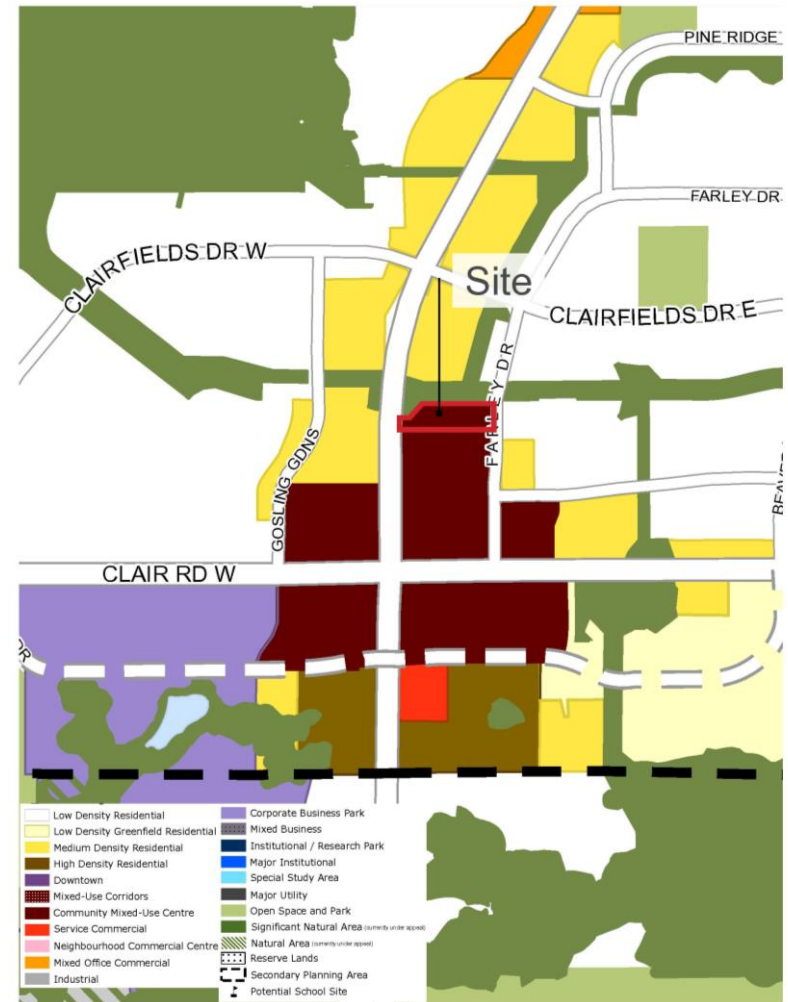 PINE RIDGE
FARLEY DR
CLAIRFIELDS DR W
Site
CLAIRFIELDS DR E
FARLEY DR
GOSLING GDNS
CLAIR RD W
DR
Low Density Residential
Low Density Greenfield Residential
Medium Density Residential
High Density Residential
Downtown
Mixed-Use Corridors
Community Mixed-Use Centre
Service Commercial
Neighbourhood Commercial Centre
Mixed Office Commercial
Industrial
Corporate Business Park
Mixed Business
Institutional / Research Park
Major Institutional
Special Study Area
Major Utility
Open Space and Park
Significant Natural Area (currently under appeal)
Natural Area (currently under appeal)
Reserve Lands
Secondary Planning Area
Potential School Site